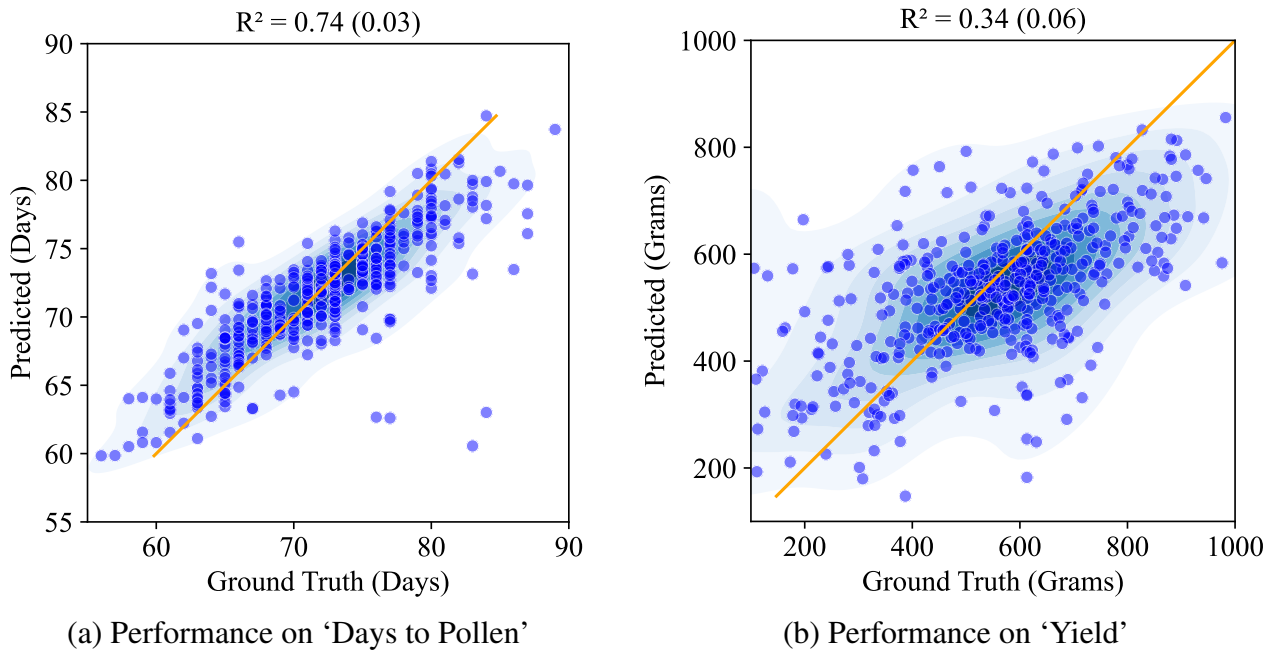 R² = 0.74 (0.03)
90
85
80
75
70
65
60
55
Predicted (Days)
60 70 80 90
Ground Truth (Days)
(a) Performance on ‘Days to Pollen’
R² = 0.34 (0.06)
1000
800
600
400
200
Predicted (Grams)
200 400 600 800 1000
Ground Truth (Grams)
(b) Performance on ‘Yield’